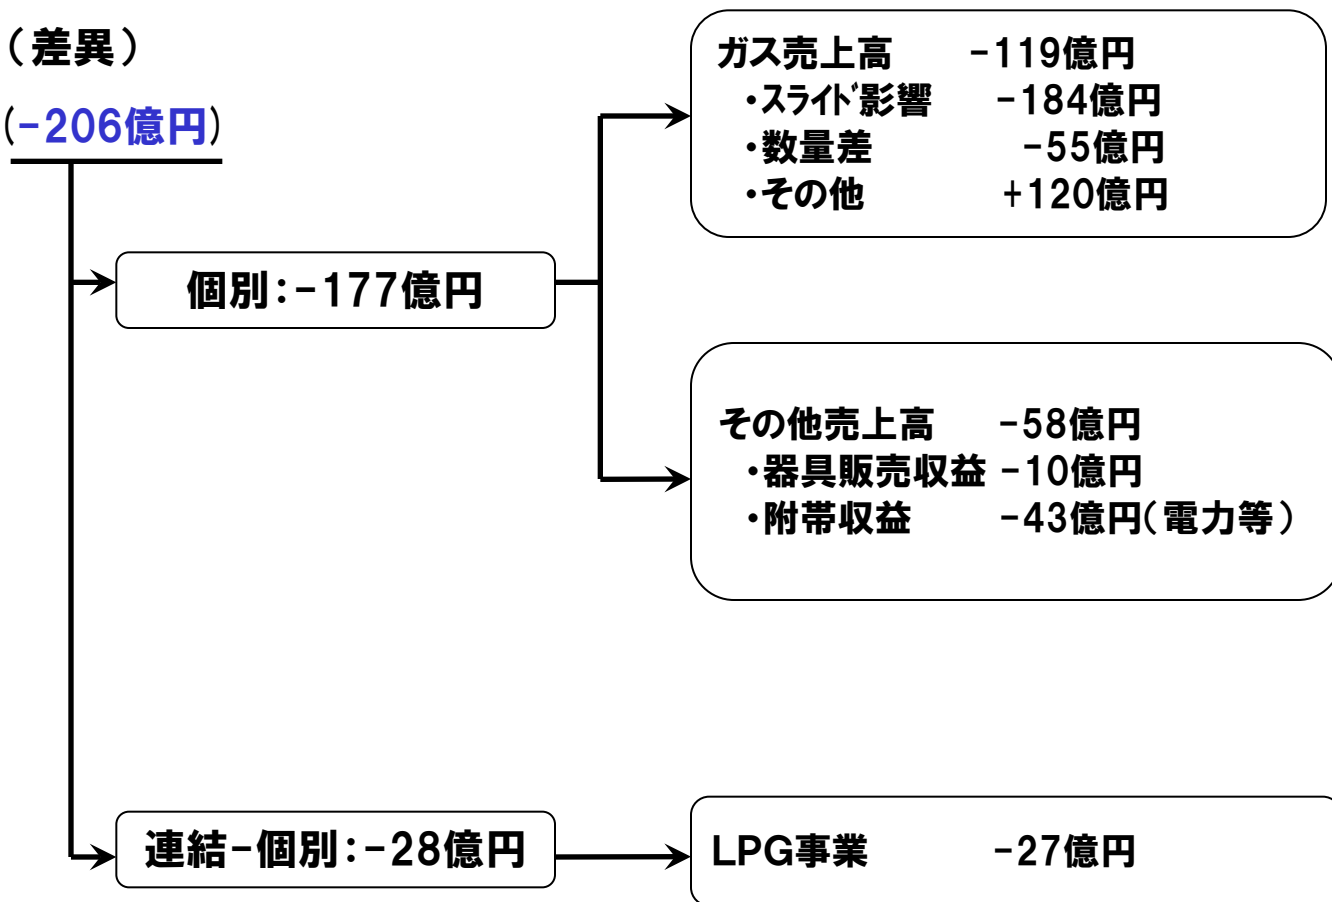 （差異）
(-206億円)
ガス売上高 -119億円
・スライド影響 -184億円
・数量差 -55億円
・その他 +120億円
個別：-177億円
その他売上高 -58億円
・器具販売収益 -10億円
・附帯収益 -43億円（電力等）
連結-個別：-28億円
LPG事業 -27億円